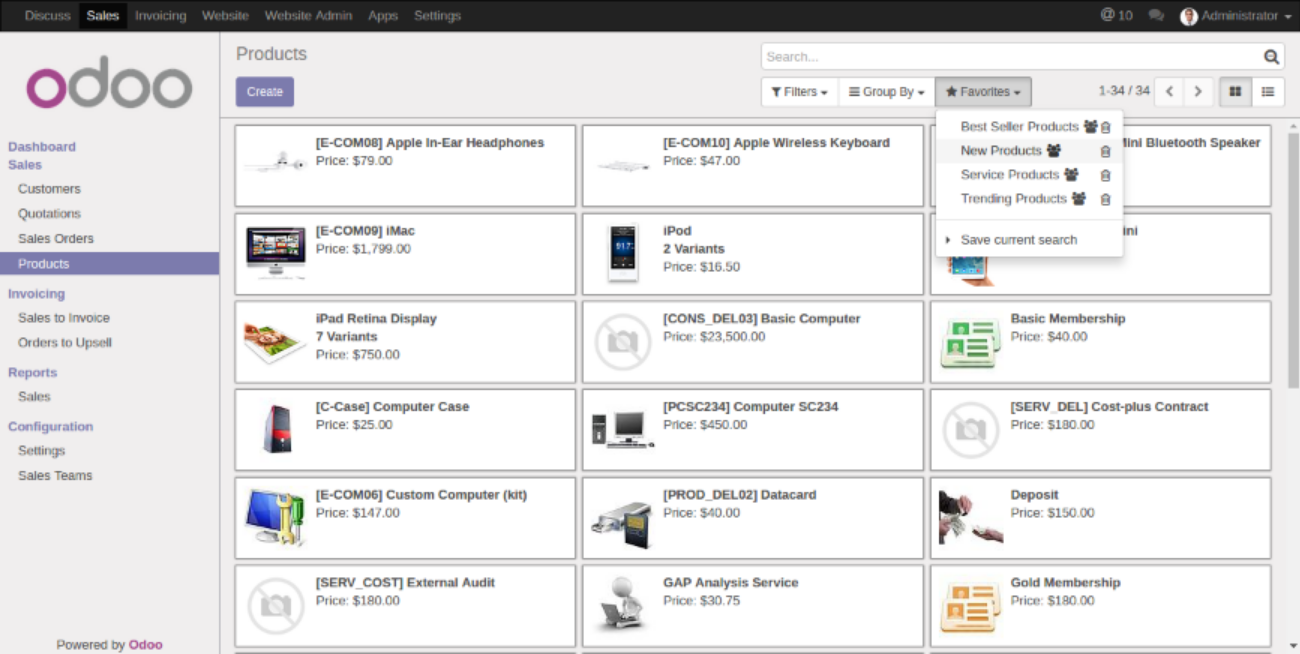 Discuss Sales Invoicing Website Website Admin Apps Settings @ 10 Administrator
odoo
Dashboard
Sales
Customers
Quotations
Sales Orders
Products
Invoicing
Sales to Invoice
Orders to Upsell
Reports
Sales
Configuration
Settings
Sales Teams
Powered by Odoo
Products
Search...
Create
Filters Group By Favorites 1-34 / 34
Best Seller Products
New Products
Service Products
Trending Products
Save current search
[E-COM08] Apple In-Ear Headphones
Price: $79.00
[E-COM10] Apple Wireless Keyboard
Price: $47.00
Mini Bluetooth Speaker
[E-COM09] iMac
Price: $1,799.00
iPod
2 Variants
Price: $16.50
iPad Retina Display
7 Variants
Price: $750.00
[CONS_DEL03] Basic Computer
Price: $23,500.00
Basic Membership
Price: $40.00
[C-Case] Computer Case
Price: $25.00
[PCSC234] Computer SC234
Price: $450.00
[SERV_DEL] Cost-plus Contract
Price: $180.00
[E-COM06] Custom Computer (kit)
Price: $147.00
[PROD_DEL02] Datacard
Price: $40.00
Deposit
Price: $150.00
[SERV_COST] External Audit
Price: $180.00
GAP Analysis Service
Price: $30.75
Gold Membership
Price: $180.00